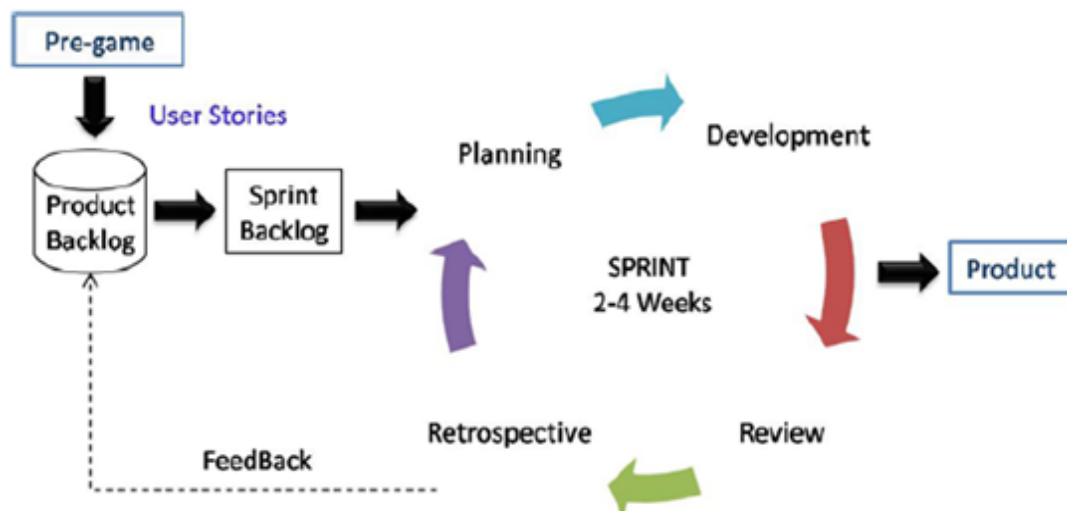 Pre-game
User Stories
Product
Backlog
Sprint
Backlog
Planning
Development
SPRINT
2-4 Weeks
Product
Retrospective
Review
FeedBack